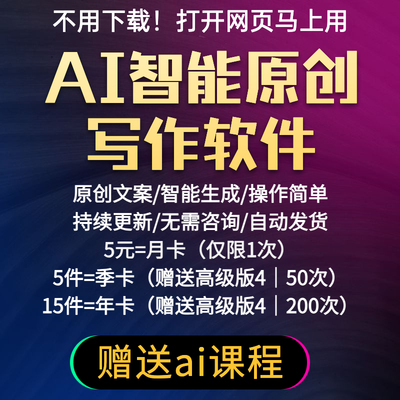 不用下载！打开网页马上用
AI智能原创
写作软件
原创文案/智能生成/操作简单
持续更新/无需咨询/自动发货
5元=月卡（仅限1次）
5件=季卡（赠送高级版4｜50次）
15件=年卡（赠送高级版4｜200次）
赠送ai课程